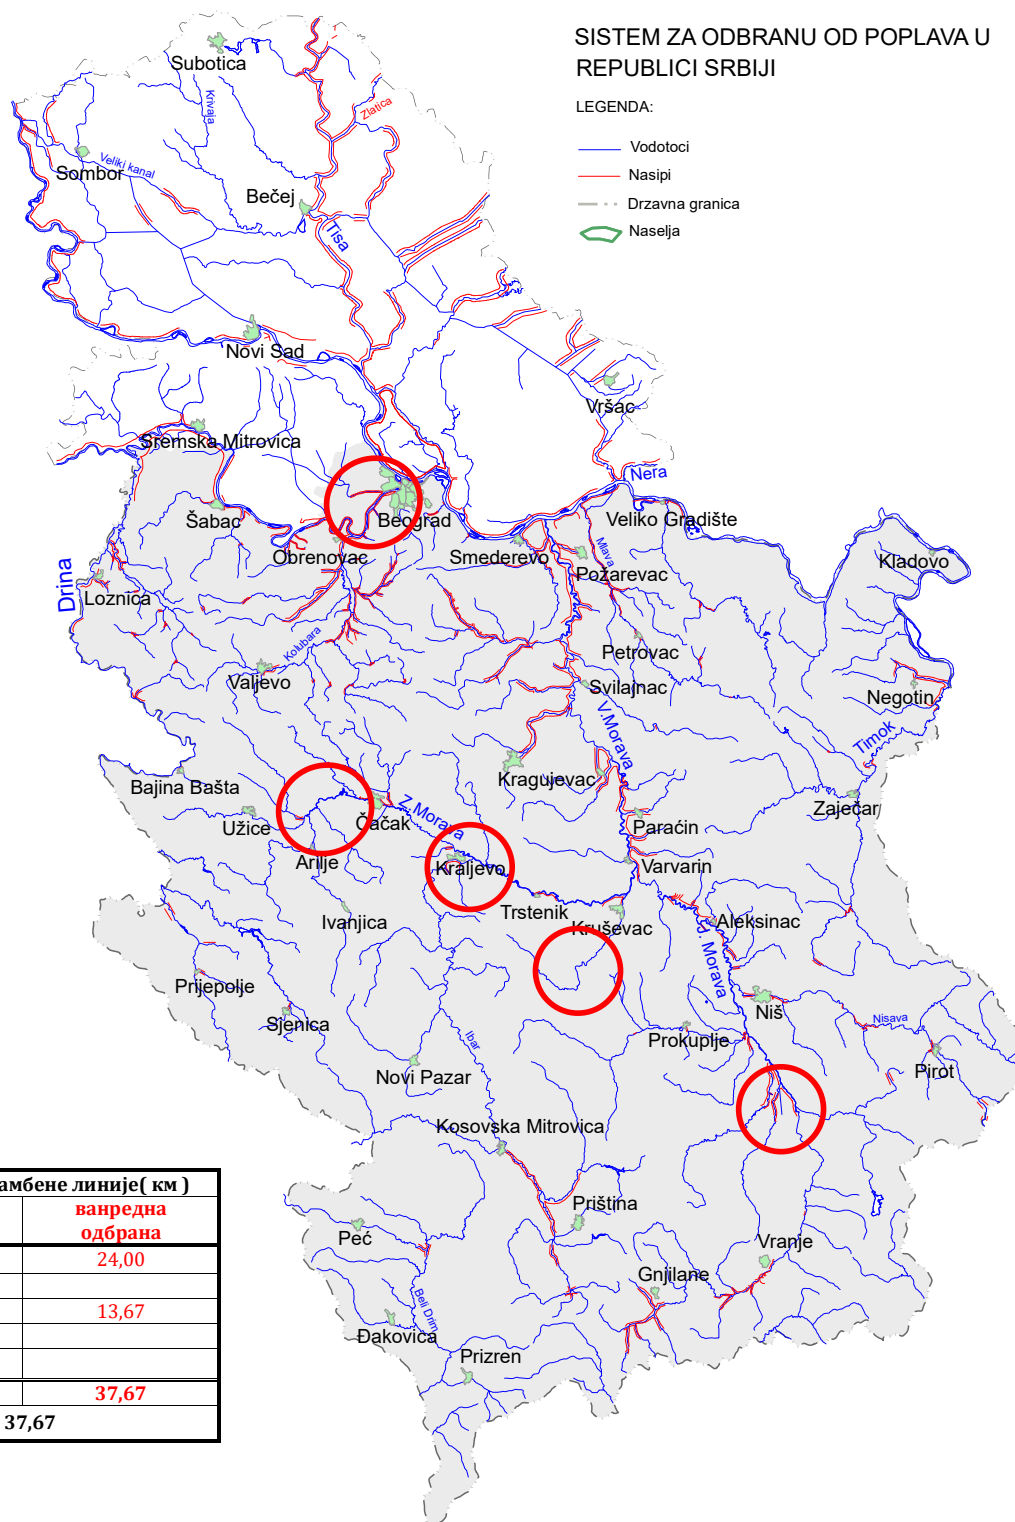 SISTEM ZA ODBRANU OD POPLAVA U
REPUBLICI SRBIJI
LEGENDA:
Vodotoci
Nasipi
Drzavna granica
Naselja
Subotica
Krivaja
Zlatica
Sombor
Veliki kanal
Bečej
Tisa
Novi Sad
Vršac
Sremska Mitrovica
Nera
Šabac
Beograd
Veliko Gradište
Obrenovac
Smederevo
Mlava
Požarevac
Kladovo
Drina
Loznica
Kolubara
Petrovac
Valjevo
Svilajnac
Negotin
V.Morava
Timok
Bajina Bašta
Kragujevac
Zaječar
Užice
Čačak
Z.Morava
Paraćin
Arilje
Kraljevo
Varvarin
Ivanjica
Trstenik
Kruševac
Aleksinac
J. Morava
Prijepolje
Sjenica
Niš
Nisava
Ibar
Prokuplje
Pirot
Novi Pazar
Kosovska Mitrovica
Priština
Peć
Vranje
Gnjilane
Beli Drim
Đakovica
Prizren
амбене линије( км )
ванредна
одбрана
24,00
13,67
37,67
37,67